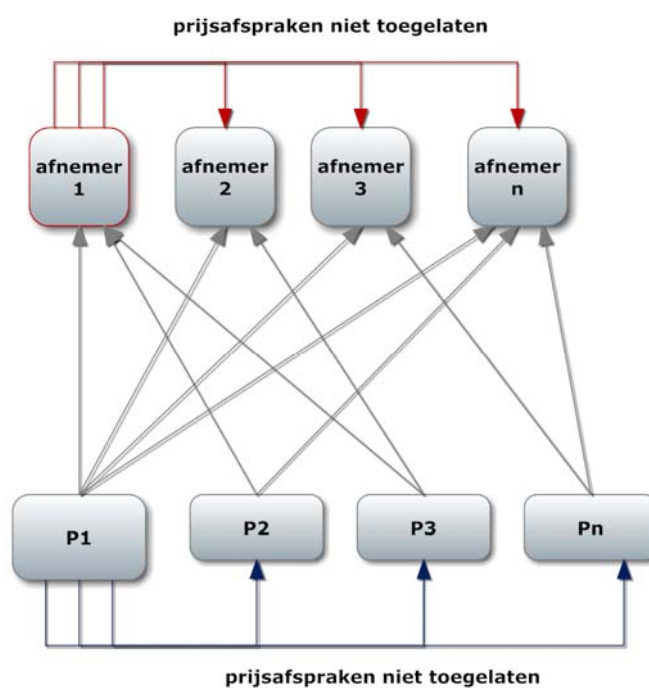 prijsafspraken niet toegelaten
afnemer
1
afnemer
2
afnemer
3
afnemer
n
P1
P2
P3
Pn
prijsafspraken niet toegelaten